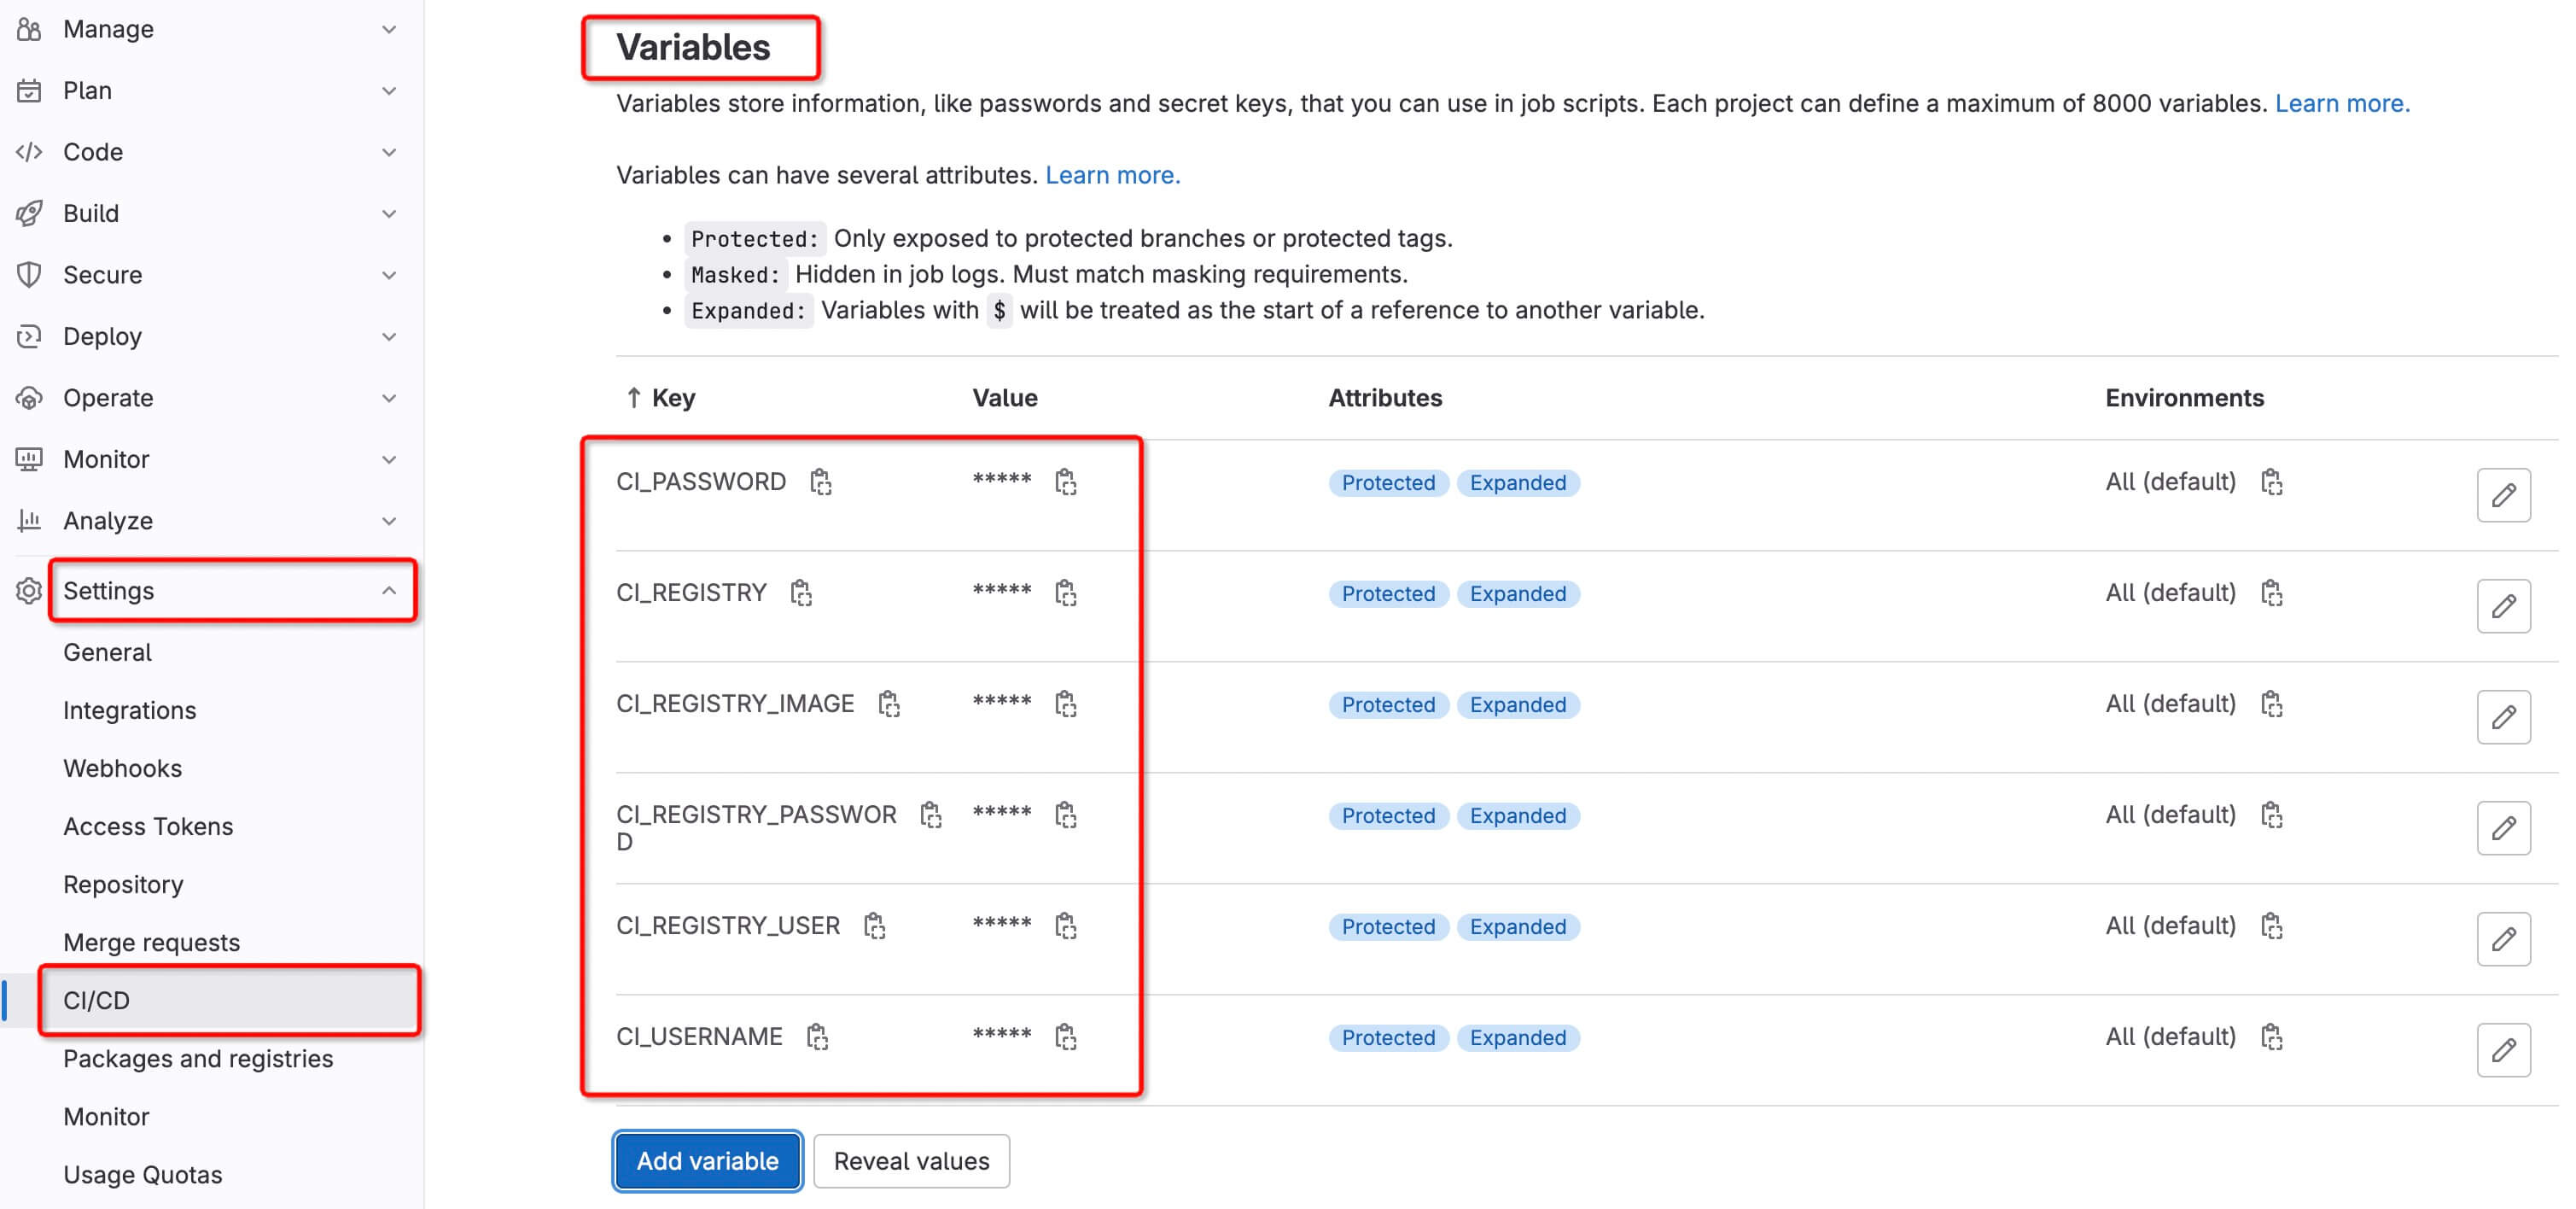 Manage
Plan
Code
Build
Secure
Deploy
Operate
Monitor
Analyze
Settings
General
Integrations
Webhooks
Access Tokens
Repository
Merge requests
CI/CD
Packages and registries
Monitor
Usage Quotas
Variables
Variables store information, like passwords and secret keys, that you can use in job scripts. Each project can define a maximum of 8000 variables. Learn more.
Variables can have several attributes. Learn more.
• Protected: Only exposed to protected branches or protected tags.
• Masked: Hidden in job logs. Must match masking requirements.
• Expanded: Variables with $ will be treated as the start of a reference to another variable.
↑ Key Value Attributes Environments
CI_PASSWORD ***** Protected Expanded All (default)
CI_REGISTRY ***** Protected Expanded All (default)
CI_REGISTRY_IMAGE ***** Protected Expanded All (default)
CI_REGISTRY_PASSWOR ***** Protected Expanded All (default)
D
CI_REGISTRY_USER ***** Protected Expanded All (default)
CI_USERNAME ***** Protected Expanded All (default)
Add variable Reveal values